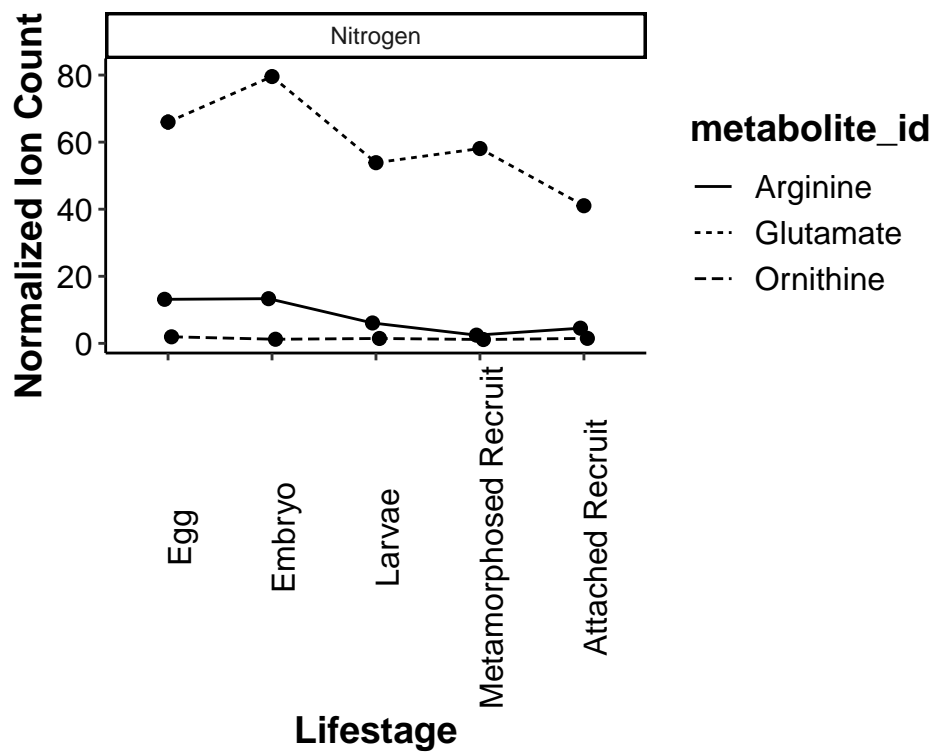 Nitrogen
Normalized Ion Count
80
60
40
20
0
Egg
Embryo
Larvae
Metamorphosed Recruit
Attached Recruit
Lifestage
metabolite_id
Arginine
Glutamate
Ornithine